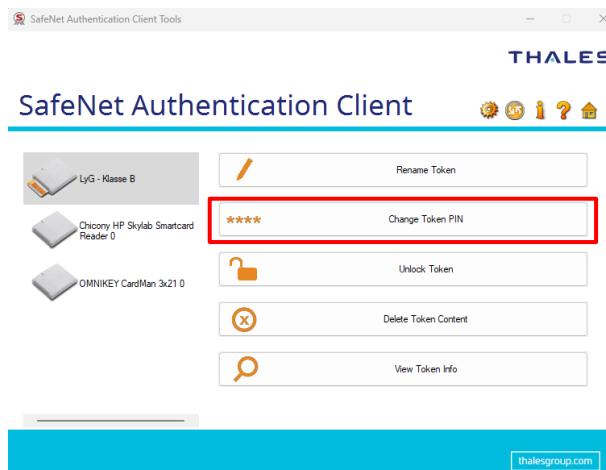 SafeNet Authentication Client Tools
THALES
SafeNet Authentication Client
LyG - Klasse B
Chicony HP Skylab Smartcard
Reader 0
OMNIKEY CardMan 3x21 0
Rename Token
**** Change Token PIN
Unlock Token
Delete Token Content
View Token Info
thalesgroup.com